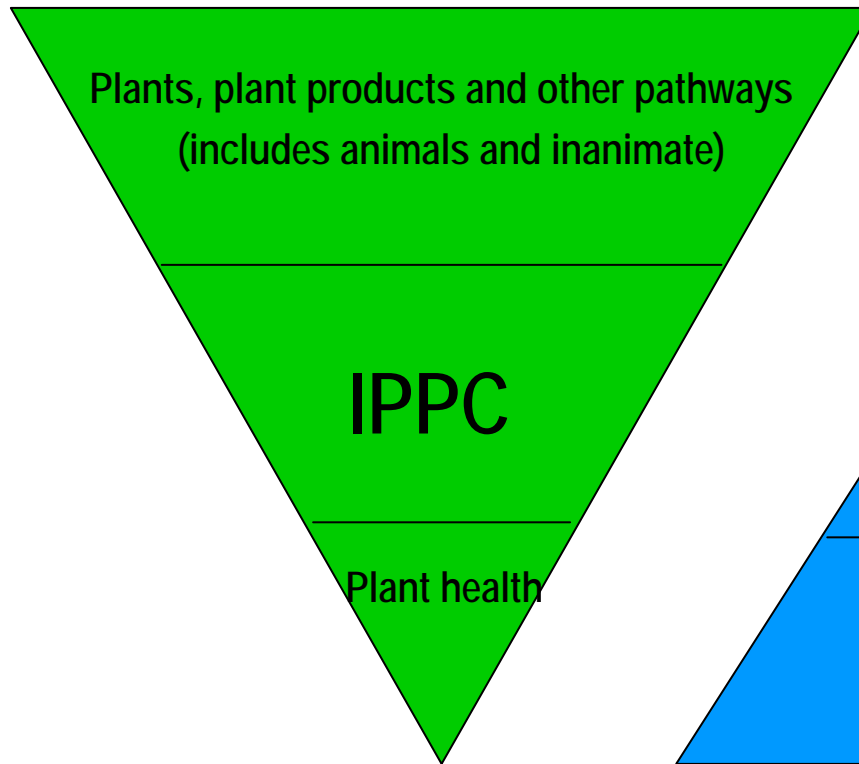 Plants, plant products and other pathways
(includes animals and inanimate)
IPPC
Plant health